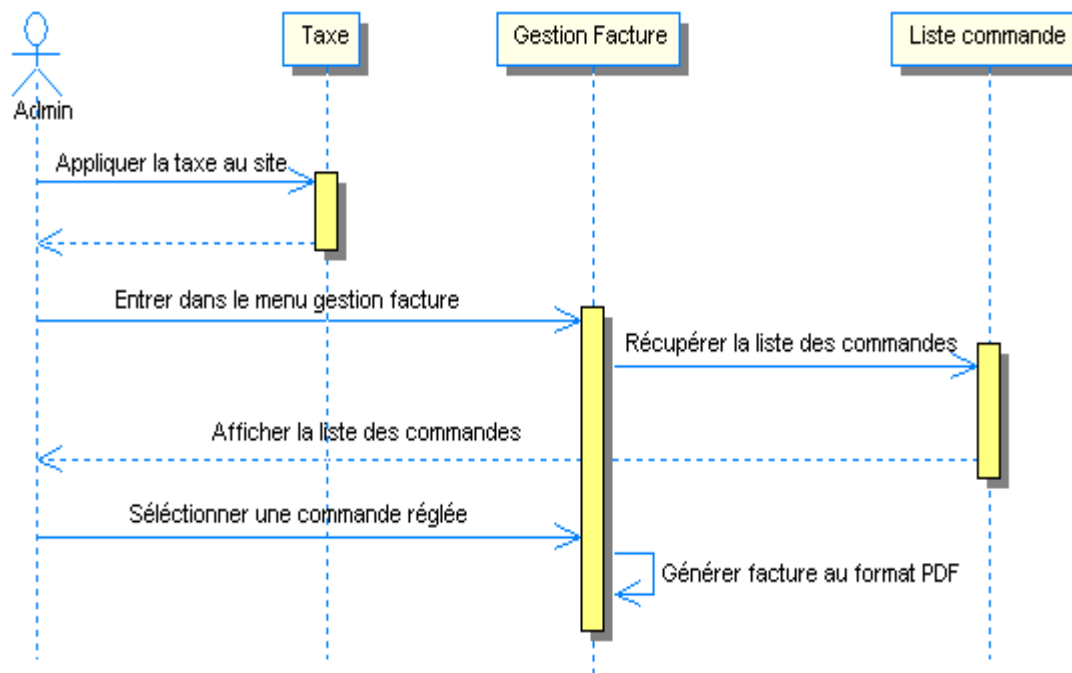 Taxe
Gestion Facture
Liste commande
Admin
Appliquer la taxe au site
Entrer dans le menu gestion facture
Récupérer la liste des commandes
Afficher la liste des commandes
Séléctionner une commande réglée
Générer facture au format PDF